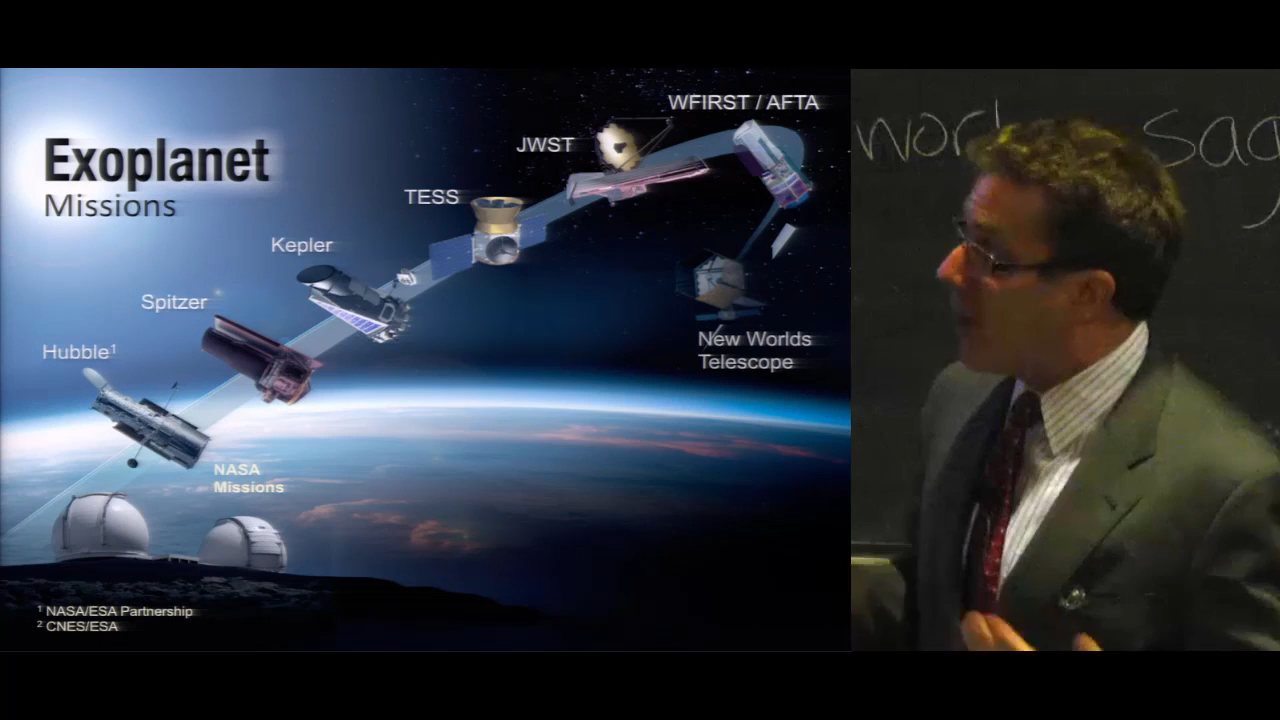 Exoplanet
Missions
WFIRST / AFTA
JWST
TESS
Kepler
Spitzer
Hubble¹
New Worlds
Telescope
NASA
Missions
¹ NASA/ESA Partnership
² CNES/ESA